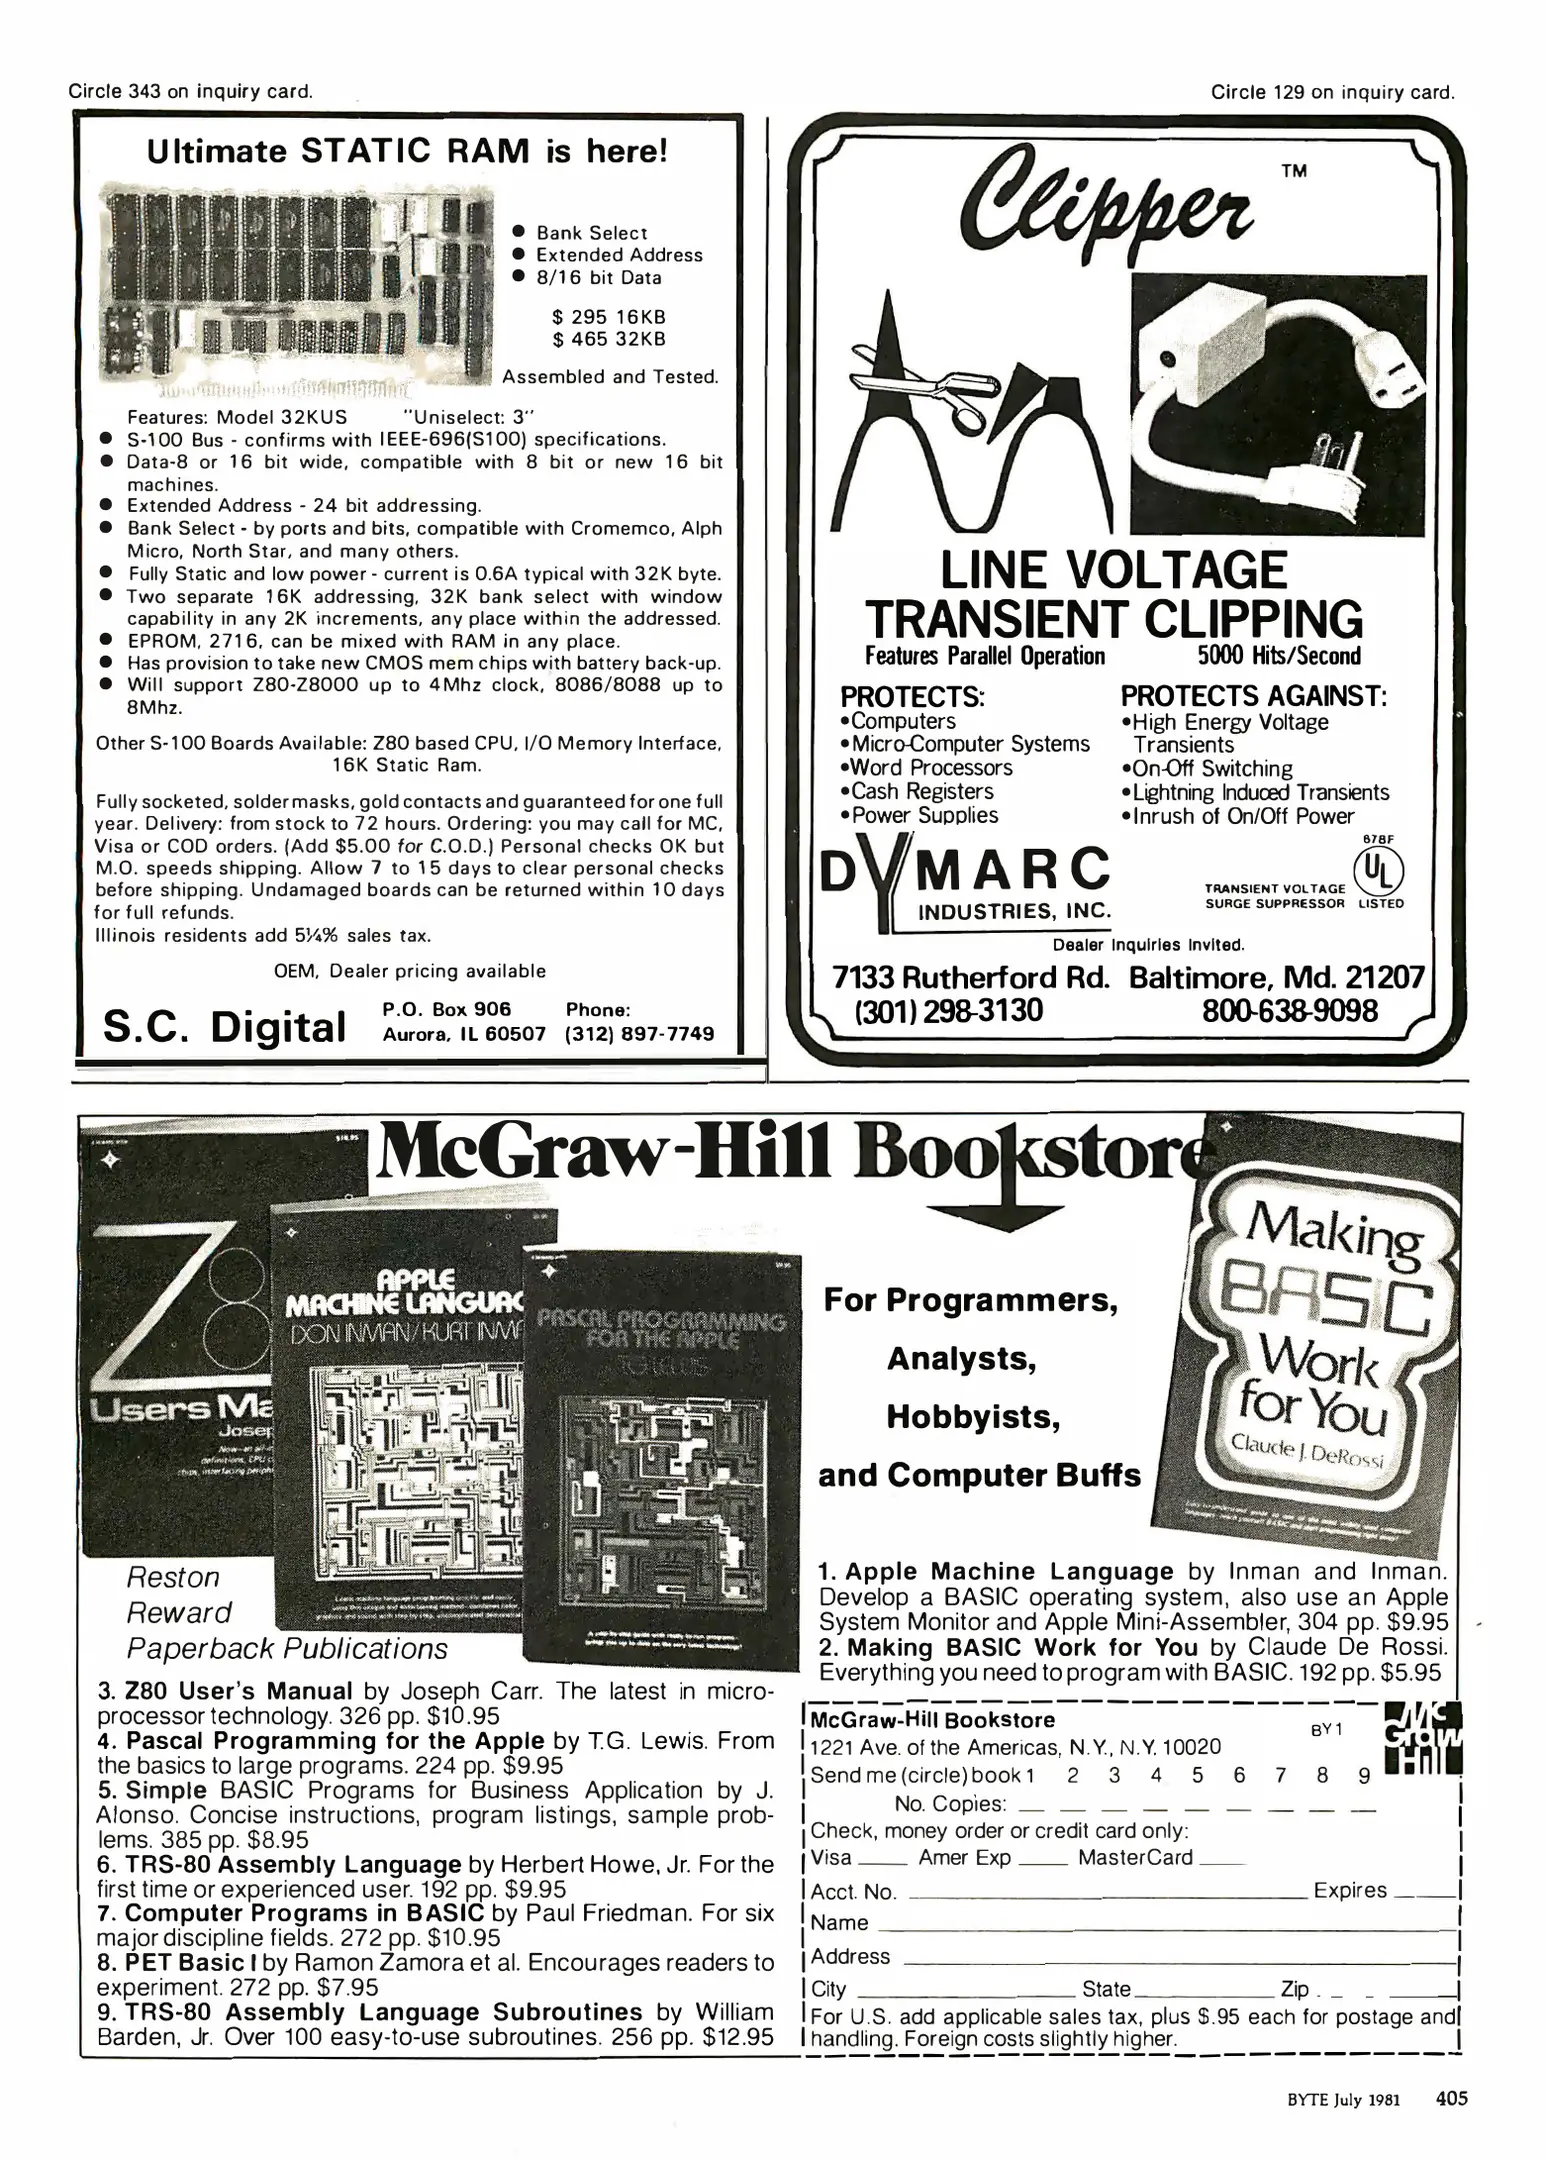 Circle 343 on inquiry card.
Circle 129 on inquiry card.
Ultimate STATIC RAM is here!
● Bank Select
● Extended Address
● 8/16 bit Data
$ 295 16KB
$ 465 32KB
Assembled and Tested.
Features: Model 32KUS "Uniselect: 3"
● S-100 Bus - confirms with IEEE-696(S100) specifications.
● Data-8 or 16 bit wide, compatible with 8 bit or new 16 bit
machines.
● Extended Address - 24 bit addressing.
● Bank Select - by ports and bits, compatible with Cromemco, Alph
Micro, North Star, and many others.
● Fully Static and low power - current is 0.6A typical with 32K byte.
● Two separate 16K addressing, 32K bank select with window
capability in any 2K increments, any place within the addressed.
● EPROM, 2716, can be mixed with RAM in any place.
● Has provision to take new CMOS mem chips with battery back-up.
● Will support Z80-Z8000 up to 4Mhz clock, 8086/8088 up to
8Mhz.
Other S-100 Boards Available: Z80 based CPU, I/O Memory Interface,
16K Static Ram.
Fully socketed, soldermasks, gold contacts and guaranteed for one full
year. Delivery: from stock to 72 hours. Ordering: you may call for MC,
Visa or COD orders. (Add $5.00 for C.O.D.) Personal checks OK but
M.O. speeds shipping. Allow 7 to 15 days to clear personal checks
before shipping. Undamaged boards can be returned within 10 days
for full refunds.
Illinois residents add 5¼% sales tax.
OEM, Dealer pricing available
S.C. Digital
P.O. Box 906 Phone:
Aurora, IL 60507 (312) 897-7749
Clipper TM
LINE VOLTAGE
TRANSIENT CLIPPING
Features Parallel Operation 5000 Hits/Second
PROTECTS:
•Computers
•Micro-Computer Systems
•Word Processors
•Cash Registers
•Power Supplies
PROTECTS AGAINST:
•High Energy Voltage
Transients
•On-Off Switching
•Lightning Induced Transients
•Inrush of On/Off Power
DYMARC
INDUSTRIES, INC.
678F
UL
TRANSIENT VOLTAGE
SURGE SUPPRESSOR LISTED
Dealer Inquiries Invited.
7133 Rutherford Rd. Baltimore, Md. 21207
(301) 298-3130 800-638-9098
McGraw-Hill Bookstore
Z8
Users Ma
Josep
APPLE
MACHINE LANGUAG
DON INMAN/KURT INM
PASCAL PROGRAMMING
FOR THE APPLE
TG LEWIS
Making
BASIC
Work
for You
Claude J. DeRossi
For Programmers,
Analysts,
Hobbyists,
and Computer Buffs
Reston
Reward
Paperback Publications
1. Apple Machine Language by Inman and Inman.
Develop a BASIC operating system, also use an Apple
System Monitor and Apple Mini-Assembler, 304 pp. $9.95
2. Making BASIC Work for You by Claude De Rossi.
Everything you need to program with BASIC. 192 pp. $5.95
3. Z80 User's Manual by Joseph Carr. The latest in micro-
processor technology. 326 pp. $10.95
4. Pascal Programming for the Apple by T.G. Lewis. From
the basics to large programs. 224 pp. $9.95
5. Simple BASIC Programs for Business Application by J.
Alonso. Concise instructions, program listings, sample prob-
lems. 385 pp. $8.95
6. TRS-80 Assembly Language by Herbert Howe, Jr. For the
first time or experienced user. 192 pp. $9.95
7. Computer Programs in BASIC by Paul Friedman. For six
major discipline fields. 272 pp. $10.95
8. PET Basic I by Ramon Zamora et al. Encourages readers to
experiment. 272 pp. $7.95
9. TRS-80 Assembly Language Subroutines by William
Barden, Jr. Over 100 easy-to-use subroutines. 256 pp. $12.95
McGraw-Hill Bookstore BY1
1221 Ave. of the Americas, N.Y., N.Y. 10020
Mc
Graw
Hill
Send me (circle) book 1 2 3 4 5 6 7 8 9
No. Copies: __ __ __ __ __ __ __ __ __
Check, money order or credit card only:
Visa ____ Amer Exp ____ MasterCard ____
Acct. No. ____ Expires ____
Name ____
Address ____
City ____ State ____ Zip ____
For U.S. add applicable sales tax, plus $.95 each for postage and
handling. Foreign costs slightly higher.
BYTE July 1981 405